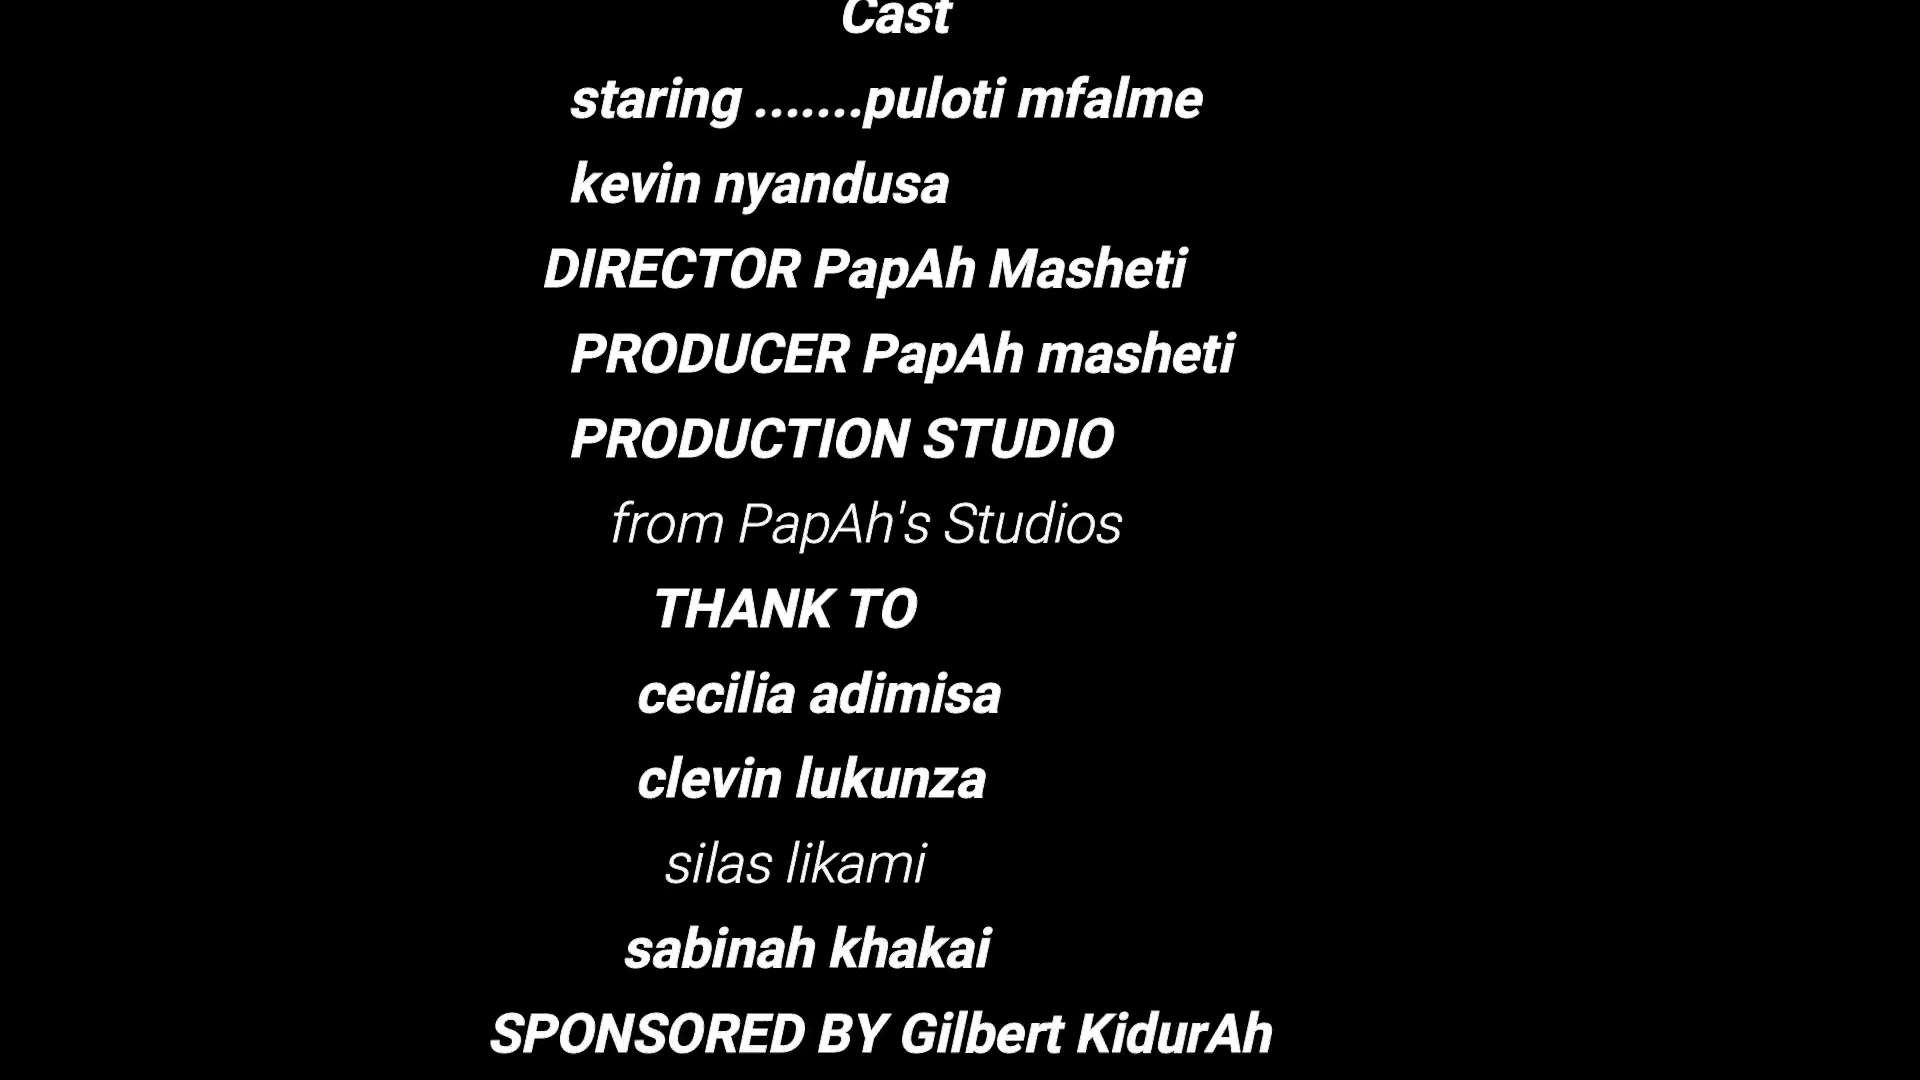 Cast
staring .......puloti mfalme
kevin nyandusa
DIRECTOR PapAh Masheti
PRODUCER PapAh masheti
PRODUCTION STUDIO
from PapAh's Studios
THANK TO
cecilia adimisa
clevin lukunza
silas likami
sabinah khakai
SPONSORED BY Gilbert KidurAh